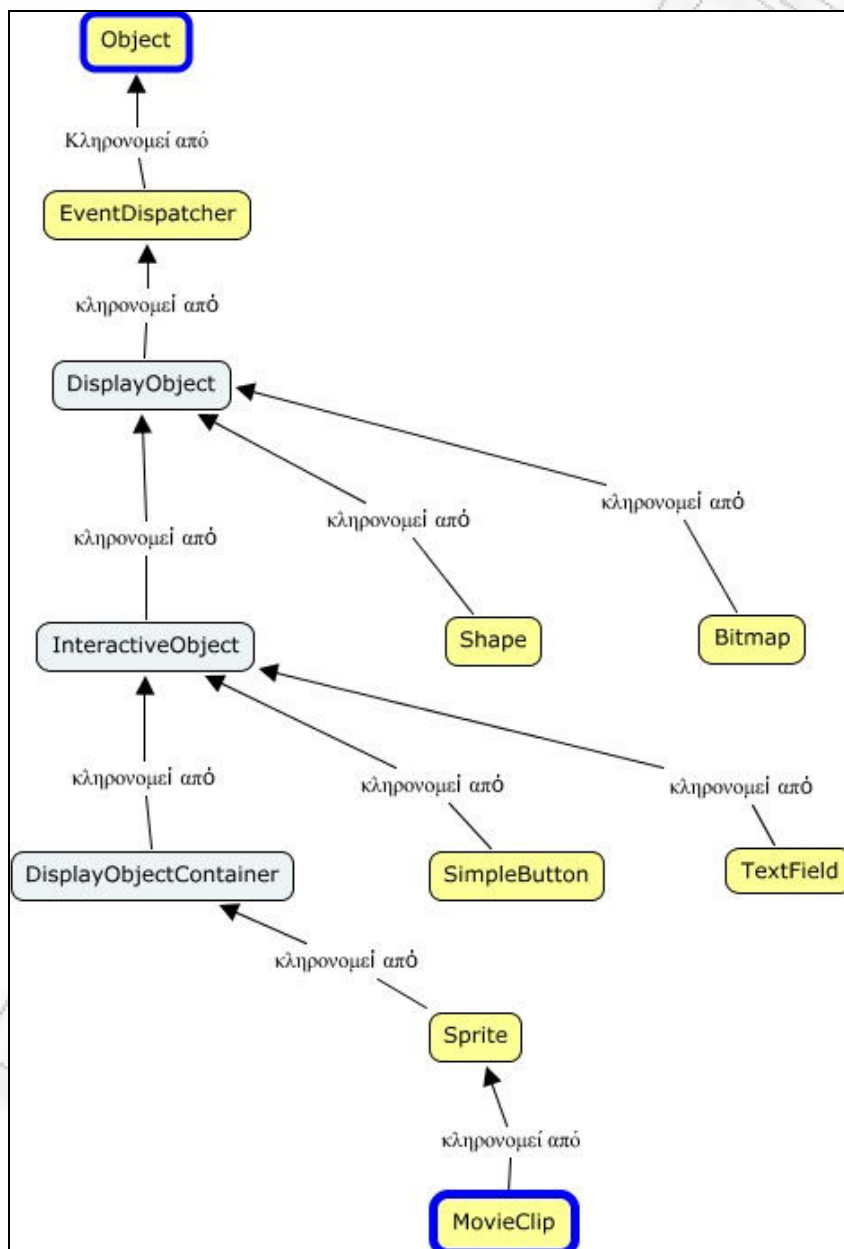 Object
Κληρονομεί από
EventDispatcher
κληρονομεί από
DisplayObject
κληρονομεί από
κληρονομεί από
κληρονομεί από
InteractiveObject
Shape
Bitmap
κληρονομεί από
κληρονομεί από
κληρονομεί από
DisplayObjectContainer
SimpleButton
TextField
κληρονομεί από
Sprite
κληρονομεί από
MovieClip